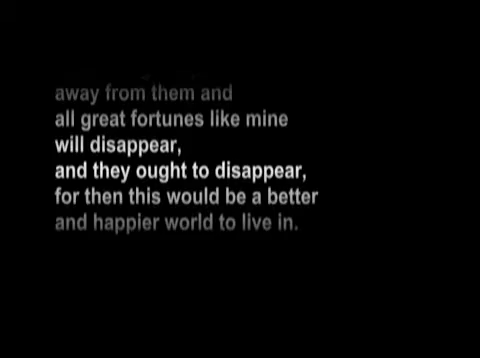 away from them and
all great fortunes like mine
will disappear,
and they ought to disappear,
for then this would be a better
and happier world to live in.